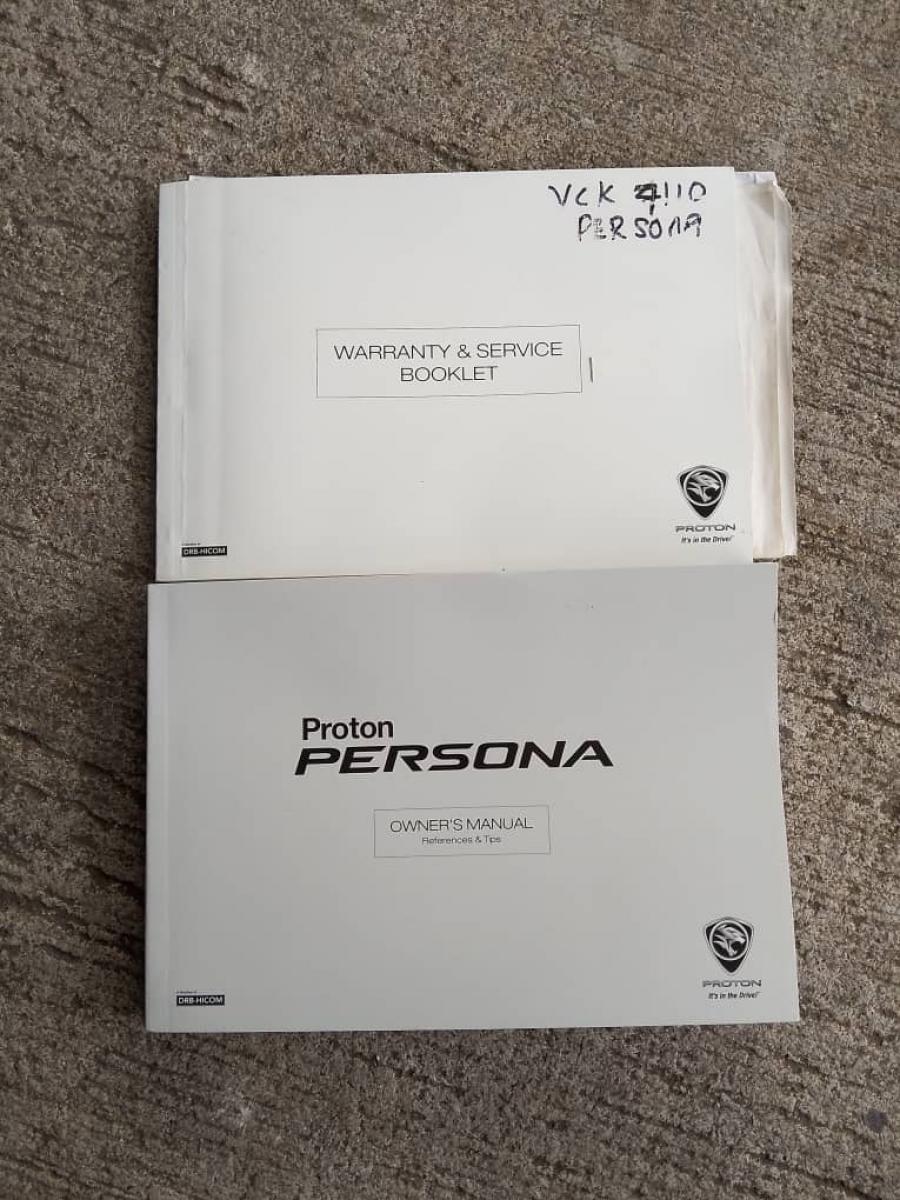 VCK 4110
PERSONA
WARRANTY & SERVICE
BOOKLET
PROTON
It's in the Drive!
DRB-HICOM
Proton
PERSONA
OWNER'S MANUAL
References & Tips
PROTON
It's in the Drive!
DRB-HICOM